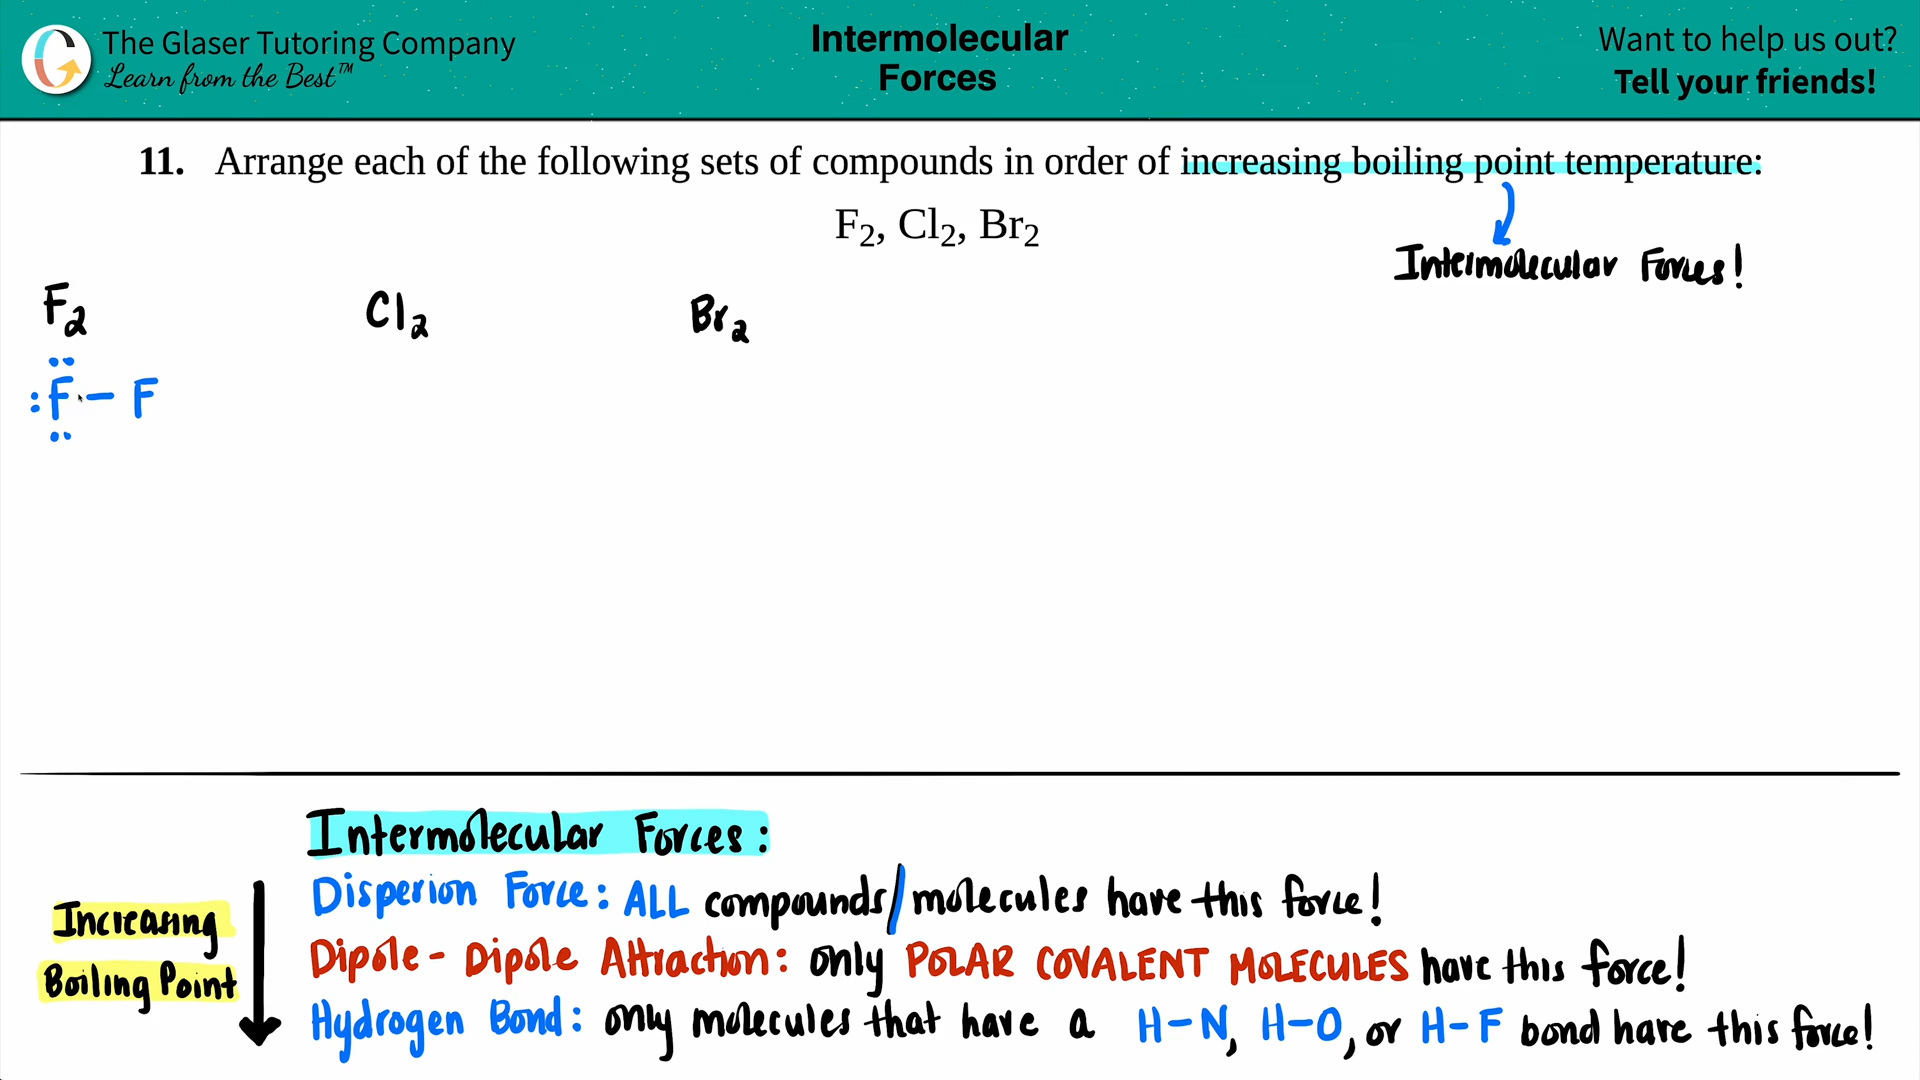 The Glaser Tutoring Company
Learn from the Best™
Intermolecular
Forces
Want to help us out?
Tell your friends!
11. Arrange each of the following sets of compounds in order of increasing boiling point temperature:
F₂, Cl₂, Br₂
Intermolecular Forces!
F₂ Cl₂ Br₂
:F̤̈ – F
Intermolecular Forces:
Disperion Force: ALL compounds/molecules have this force!
Dipole-Dipole Attraction: only POLAR COVALENT MOLECULES have this force!
Hydrogen Bond: only molecules that have a H–N, H–O, or H–F bond have this force!
Increasing
Boiling Point